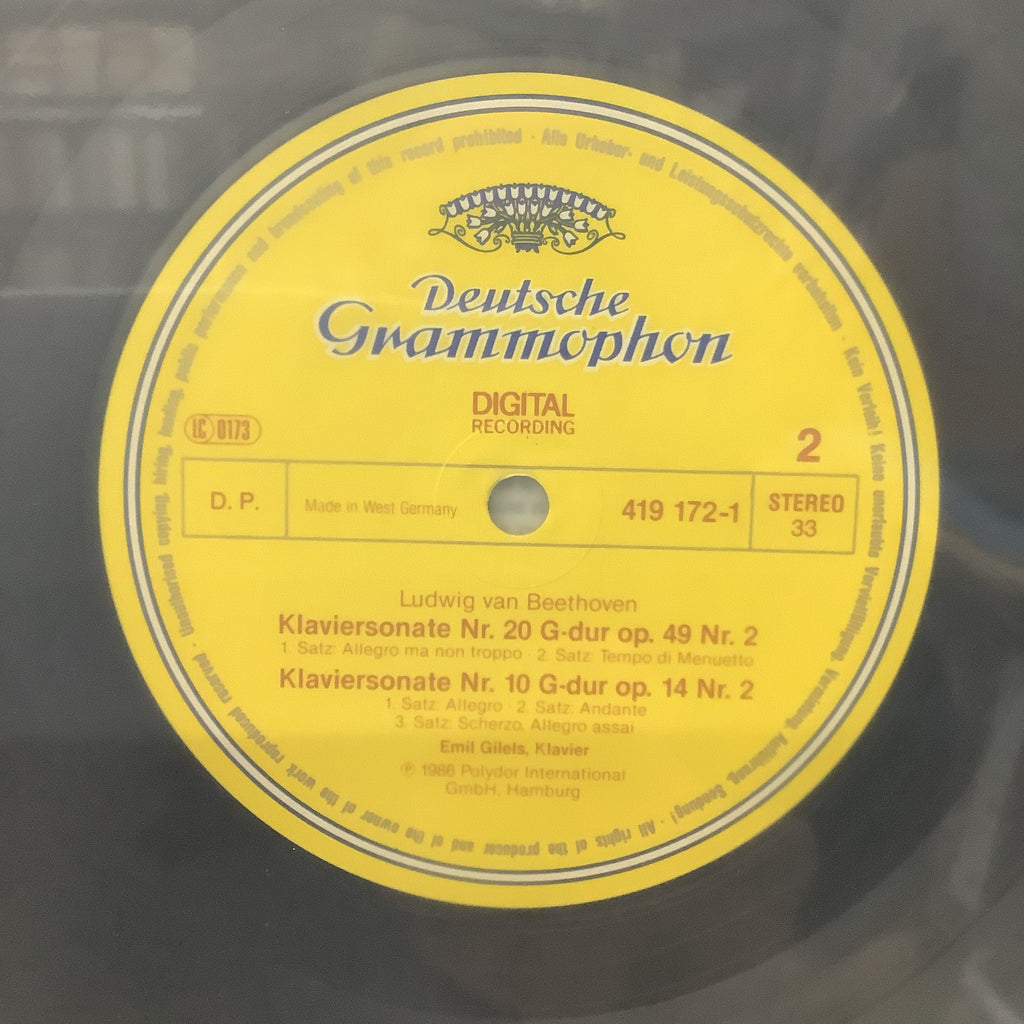 Unauthorised copying, hiring, lending, public performance and broadcasting of this record prohibited · Alle Urheber- und Leistungsschutzrechte vorbehalten · Kein Verleih! Keine unerlaubte Vervielfältigung, Vermietung, Aufführung, Sendung! · All rights of the producer and of the owner of the work reproduced reserved ·
Deutsche
Grammophon
DIGITAL
RECORDING
LC 0173
2
D. P.
Made in West Germany
419 172-1
STEREO
33
Ludwig van Beethoven
Klaviersonate Nr. 20 G-dur op. 49 Nr. 2
1. Satz: Allegro ma non troppo · 2. Satz: Tempo di Menuetto
Klaviersonate Nr. 10 G-dur op. 14 Nr. 2
1. Satz: Allegro · 2. Satz: Andante
3. Satz: Scherzo. Allegro assai
Emil Gilels, Klavier
℗ 1986 Polydor International
GmbH, Hamburg